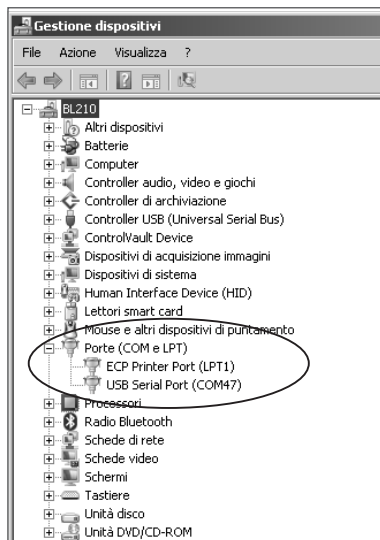 Gestione dispositivi
File Azione Visualizza ?
BL210
Altri dispositivi
Batterie
Computer
Controller audio, video e giochi
Controller di archiviazione
Controller USB (Universal Serial Bus)
ControlVault Device
Dispositivi di acquisizione immagini
Dispositivi di sistema
Human Interface Device (HID)
Lettori smart card
Mouse e altri dispositivi di puntamento
Porte (COM e LPT)
ECP Printer Port (LPT1)
USB Serial Port (COM47)
Processori
Radio Bluetooth
Schede di rete
Schede video
Schermi
Tastiere
Unità disco
Unità DVD/CD-ROM